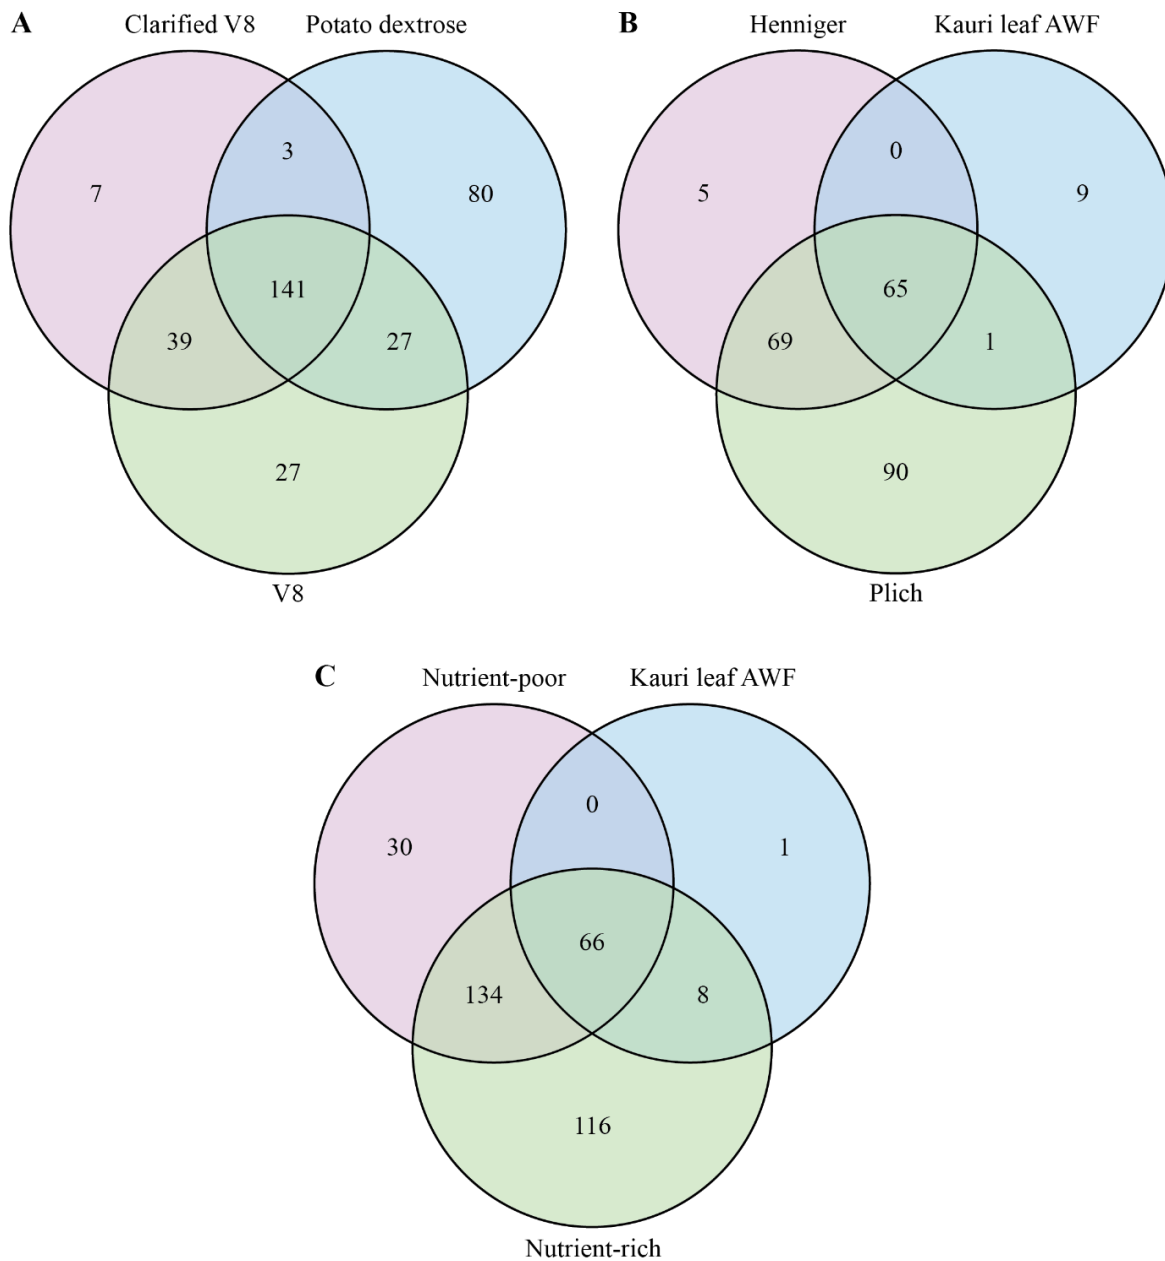 A Clarified V8 Potato dextrose
3
7 80
141
39 27
27
V8
B Henniger Kauri leaf AWF
0
5 9
65
69 1
90
Plich
C Nutrient-poor Kauri leaf AWF
0
30 1
66
134 8
116
Nutrient-rich